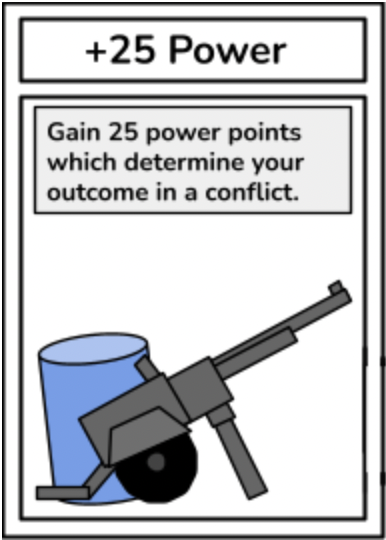 +25 Power
Gain 25 power points
which determine your
outcome in a conflict.